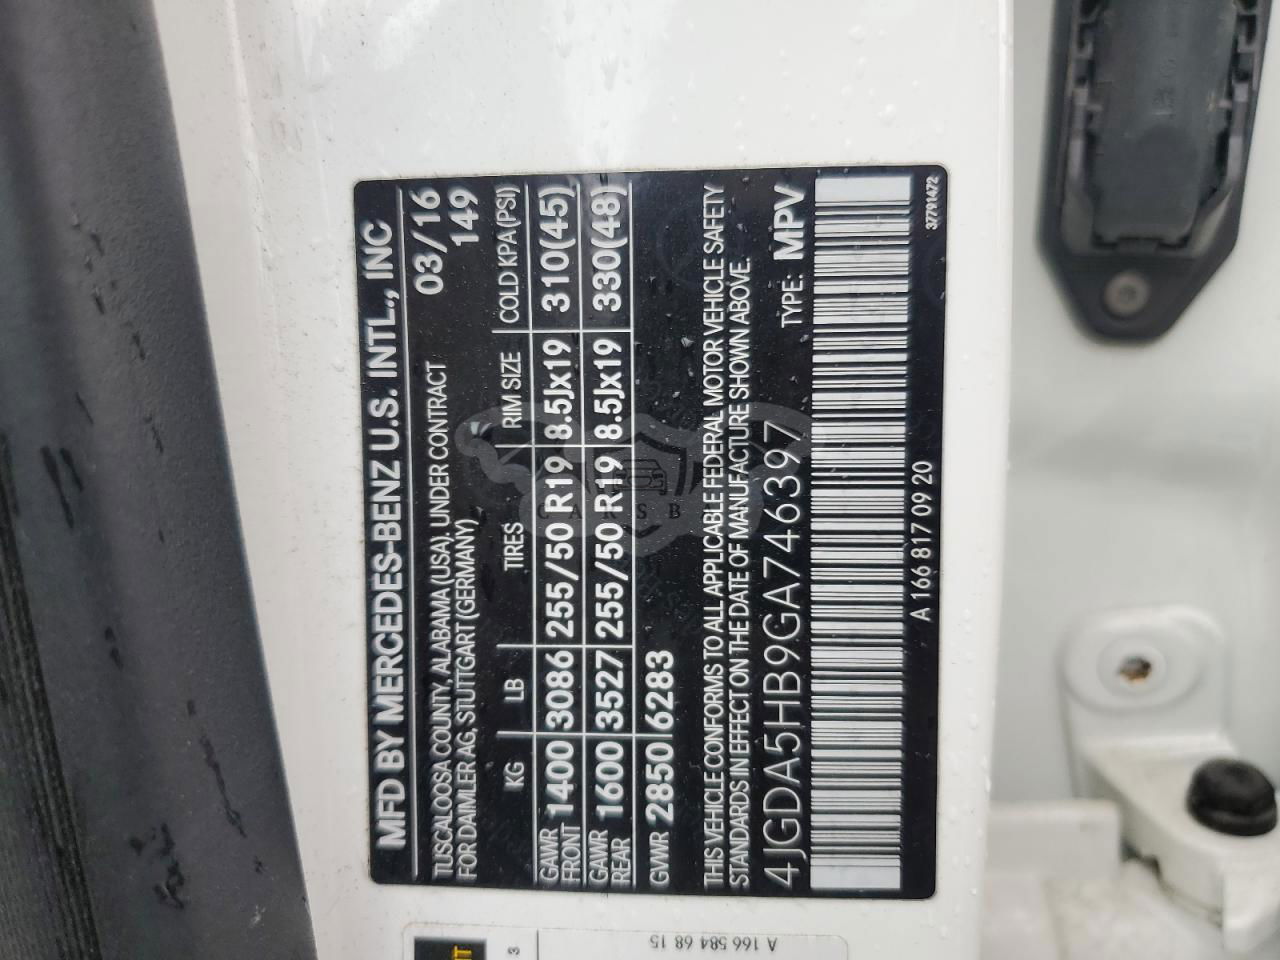 MFD BY MERCEDES-BENZ U.S. INTL., INC
TUSCALOOSA COUNTY, ALABAMA (USA), UNDER CONTRACT 03/16
FOR DAIMLER AG, STUTTGART (GERMANY) 149
KG LB TIRES RIM SIZE COLD KPA(PSI)
GAWR FRONT 1400 3086 255/50 R19 8.5Jx19 310(45)
GAWR REAR 1600 3527 255/50 R19 8.5Jx19 330(48)
GVWR 2850 6283
THIS VEHICLE CONFORMS TO ALL APPLICABLE FEDERAL MOTOR VEHICLE SAFETY
STANDARDS IN EFFECT ON THE DATE OF MANUFACTURE SHOWN ABOVE.
4JGDA5HB9GA746397 TYPE: MPV
A 166 817 09 20 37791472
3
A 166 584 68 15